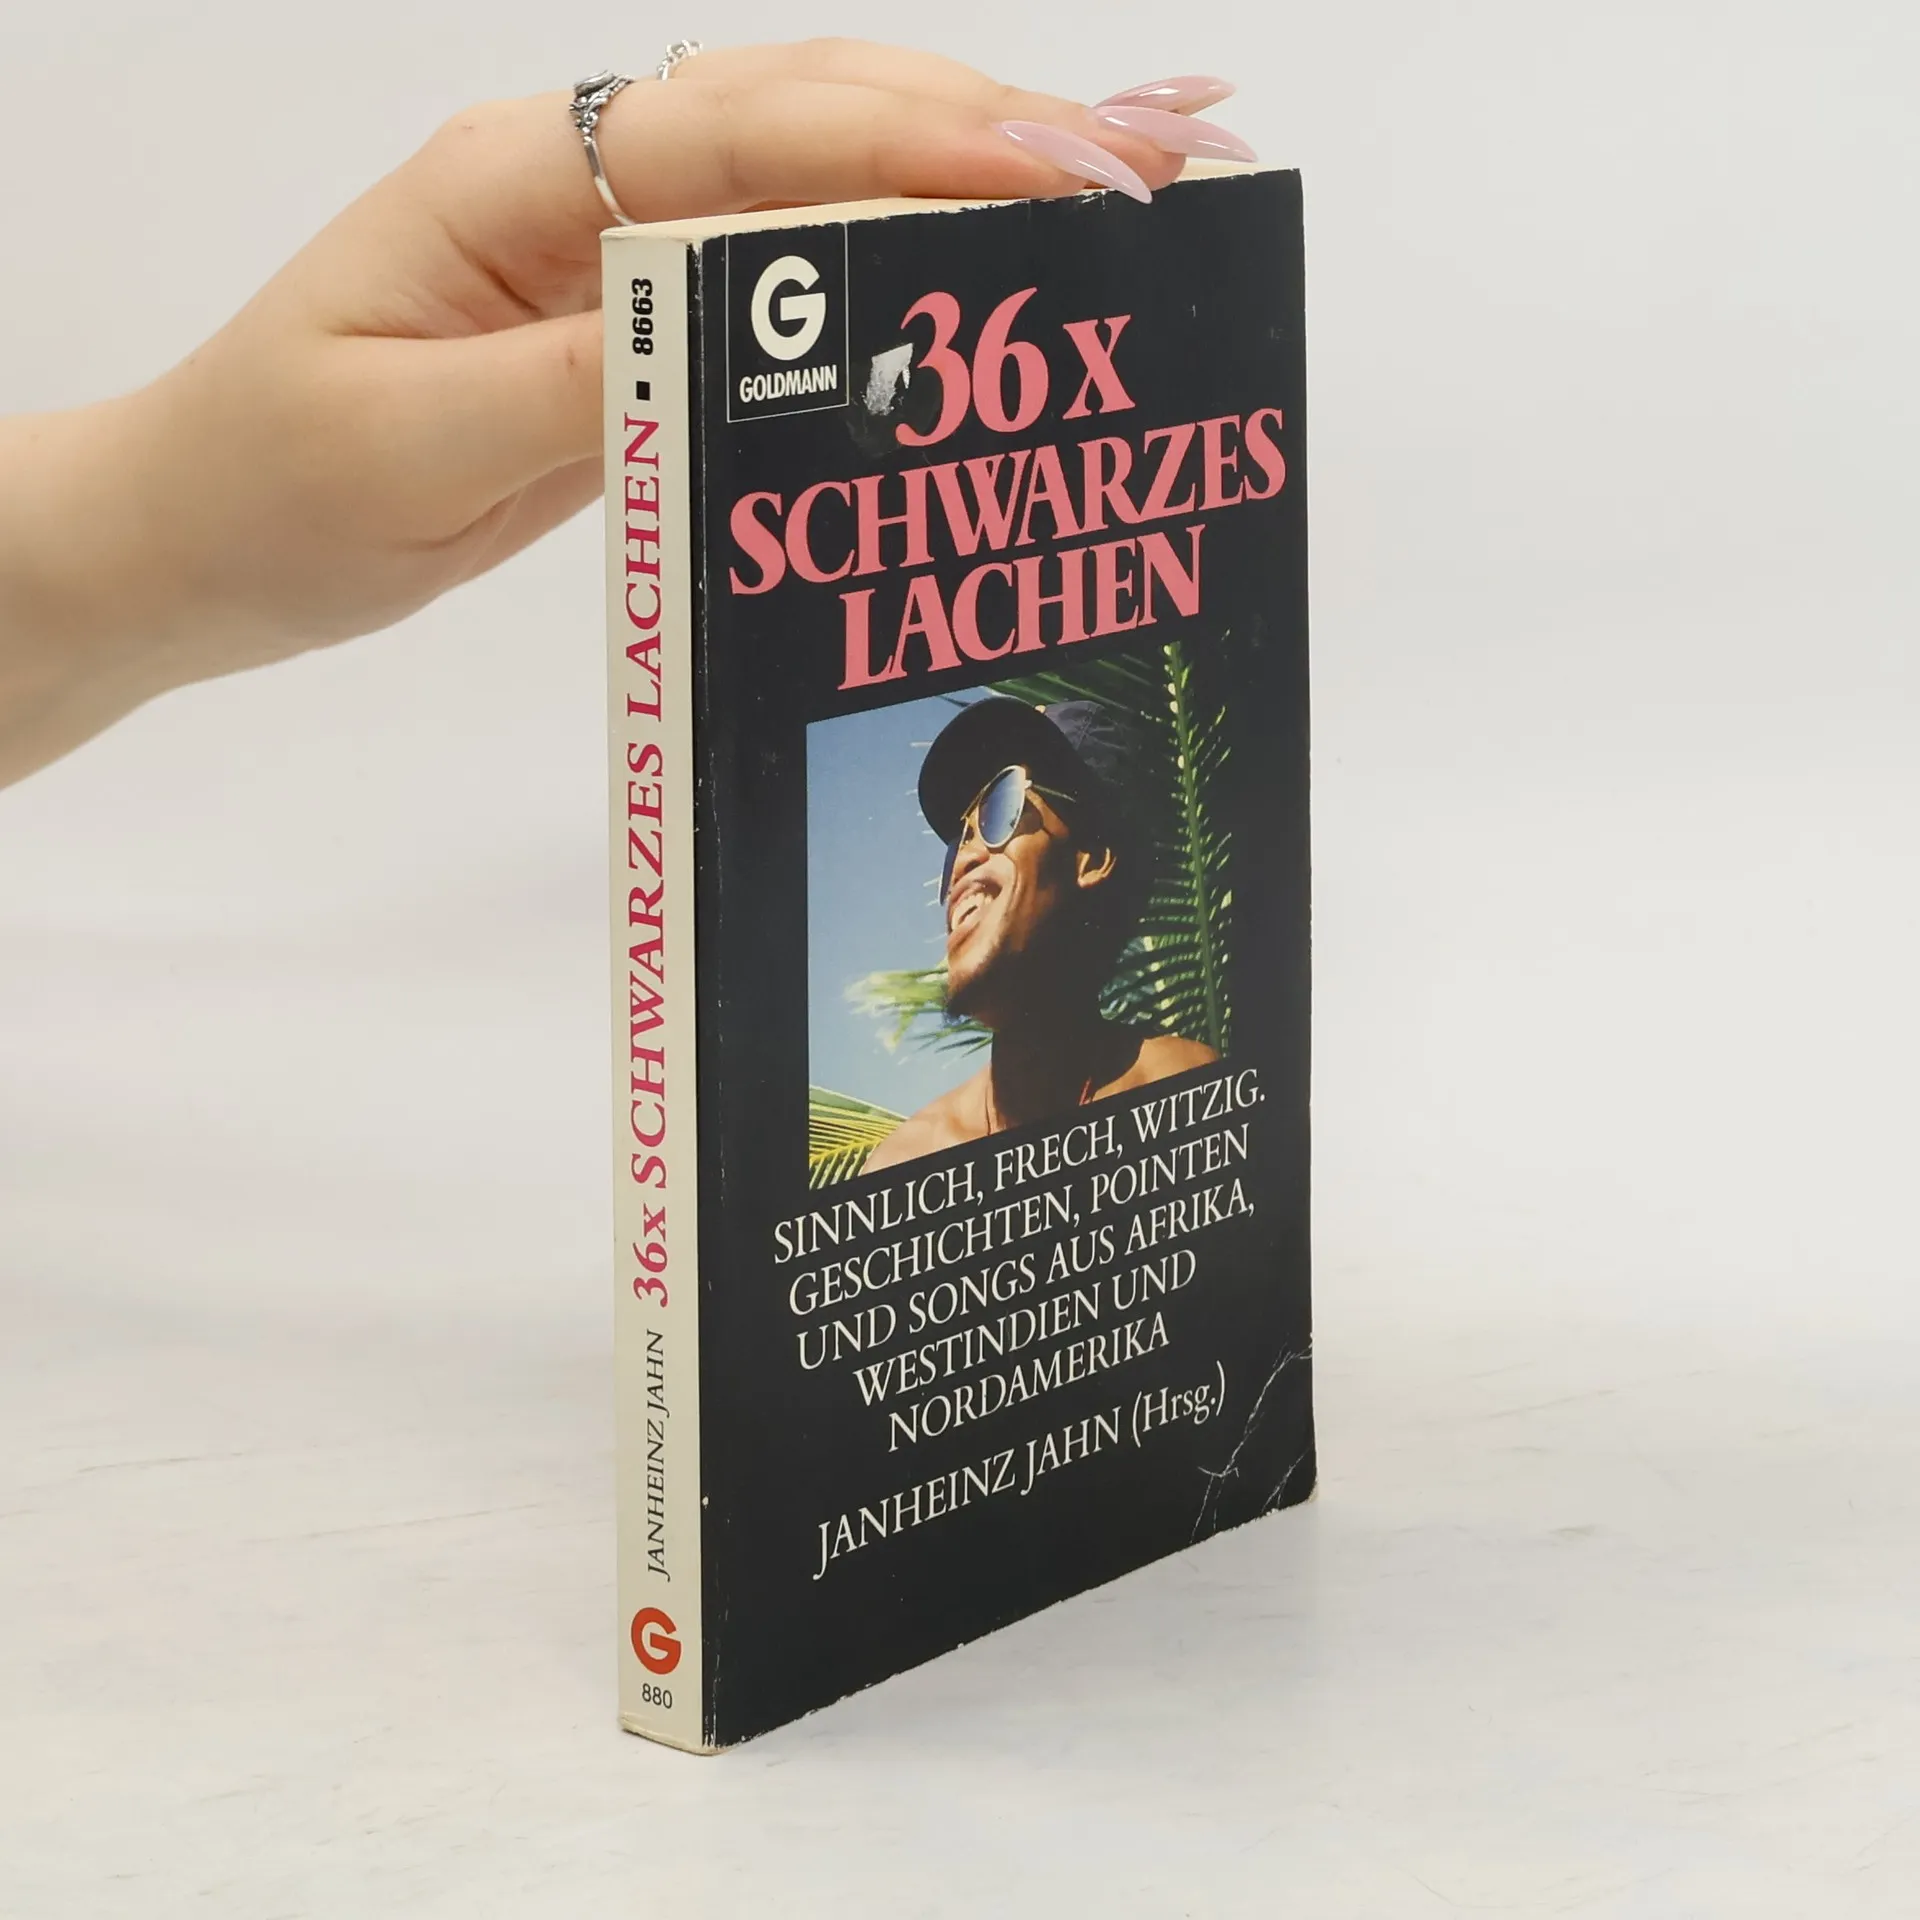 G
GOLDMANN
36 X
SCHWARZES
LACHEN
SINNLICH, FRECH, WITZIG.
GESCHICHTEN, POINTEN
UND SONGS AUS AFRIKA,
WESTINDIEN UND
NORDAMERIKA
JANHEINZ JAHN (Hrsg.)
JANHEINZ JAHN 36x SCHWARZES LACHEN ▪ 8663
G
880